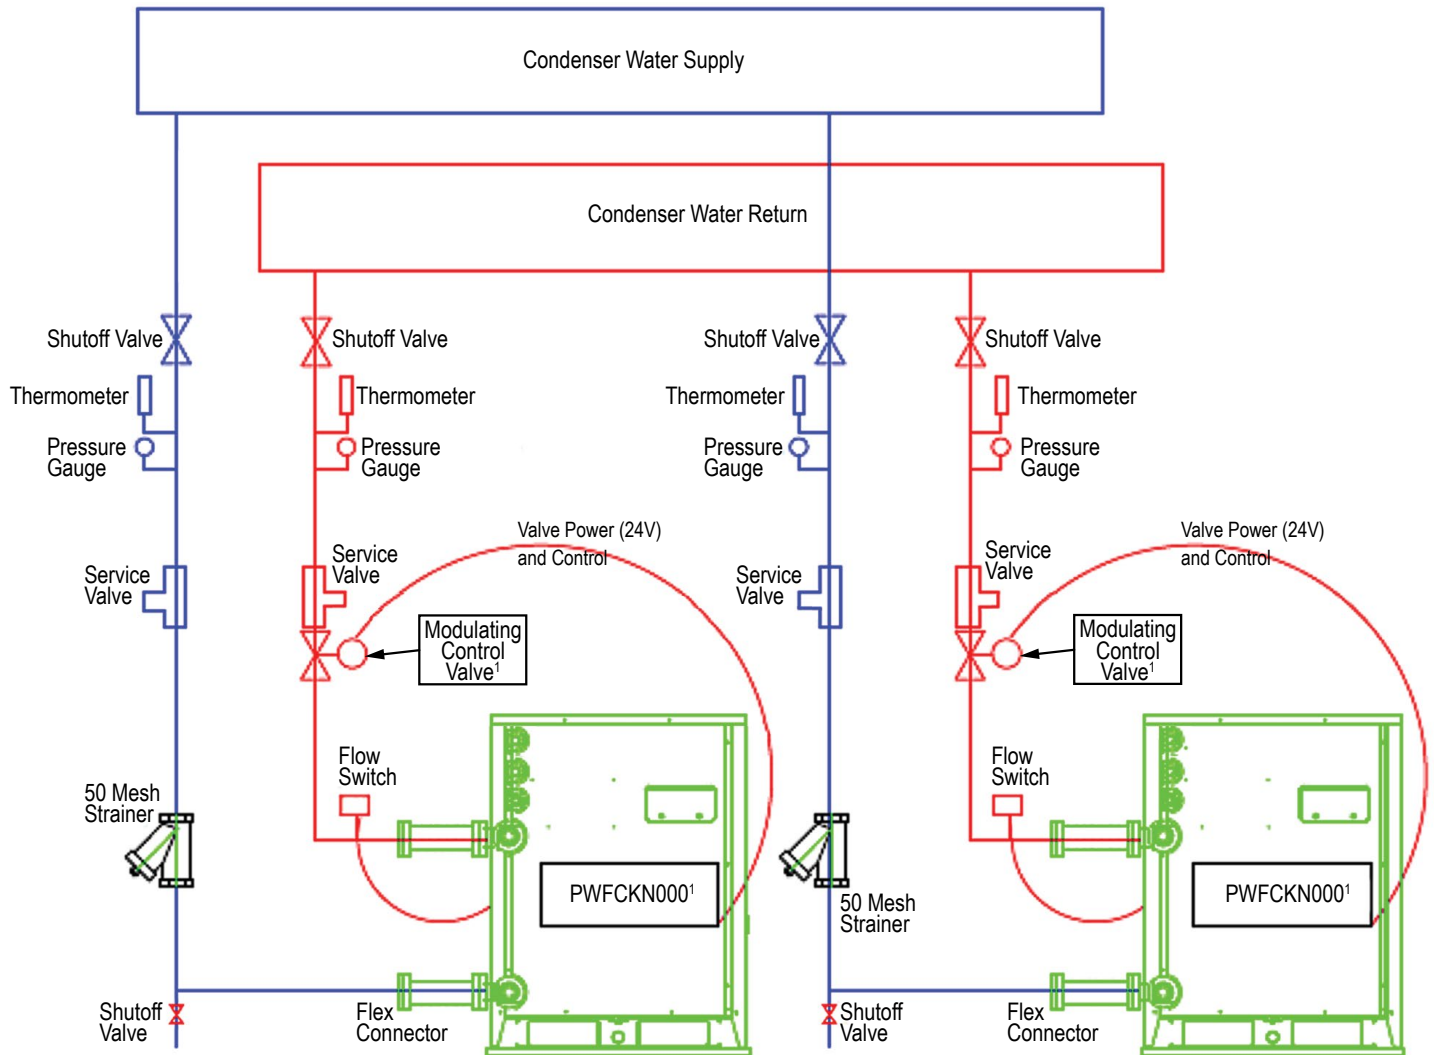 Condenser Water Supply
Condenser Water Return
Shutoff Valve
Shutoff Valve
Shutoff Valve
Shutoff Valve
Thermometer
Thermometer
Thermometer
Thermometer
Pressure
Gauge
Pressure
Gauge
Pressure
Gauge
Pressure
Gauge
Valve Power (24V)
and Control
Valve Power (24V)
and Control
Service
Valve
Service
Valve
Service
Valve
Service
Valve
Modulating
Control
Valve¹
Modulating
Control
Valve¹
Flow
Switch
Flow
Switch
50 Mesh
Strainer
PWFCKN000¹
50 Mesh
Strainer
PWFCKN000¹
Shutoff
Valve
Flex
Connector
Shutoff
Valve
Flex
Connector